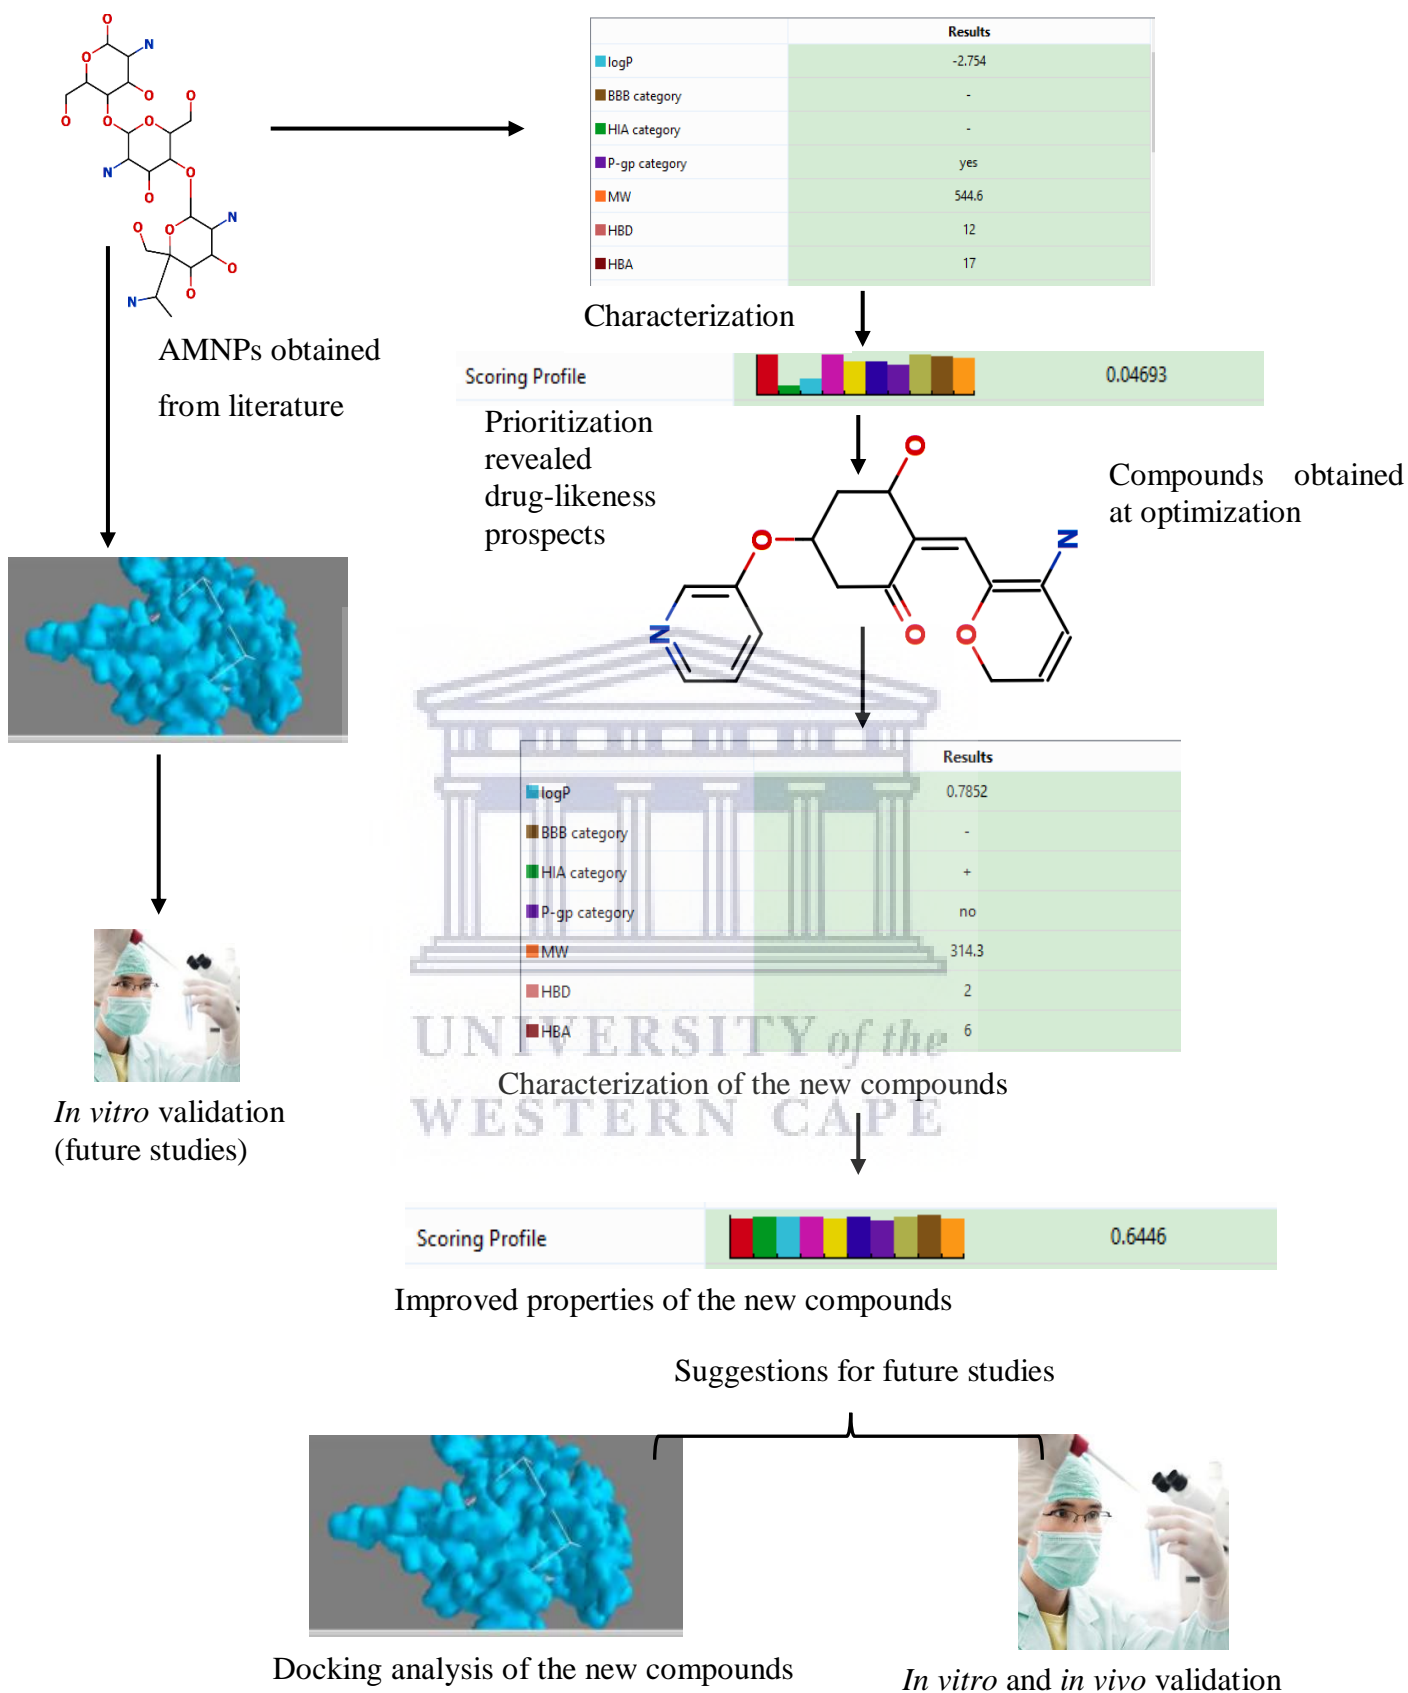 O
N
O
O
O
O
O
O
O
N
O
O
O
N
O
O
O
N
AMNPs obtained
from literature
Results
logP -2.754
BBB category -
HIA category -
P-gp category yes
MW 544.6
HBD 12
HBA 17
Characterization
Scoring Profile 0.04693
Prioritization
revealed
drug-likeness
prospects
O
O
N
O
O
N
Compounds obtained
at optimization
Results
logP 0.7852
BBB category -
HIA category +
P-gp category no
MW 314.3
HBD 2
HBA 6
UNIVERSITY of the
WESTERN CAPE
Characterization of the new compounds
In vitro validation
(future studies)
Scoring Profile 0.6446
Improved properties of the new compounds
Suggestions for future studies
Docking analysis of the new compounds
In vitro and in vivo validation